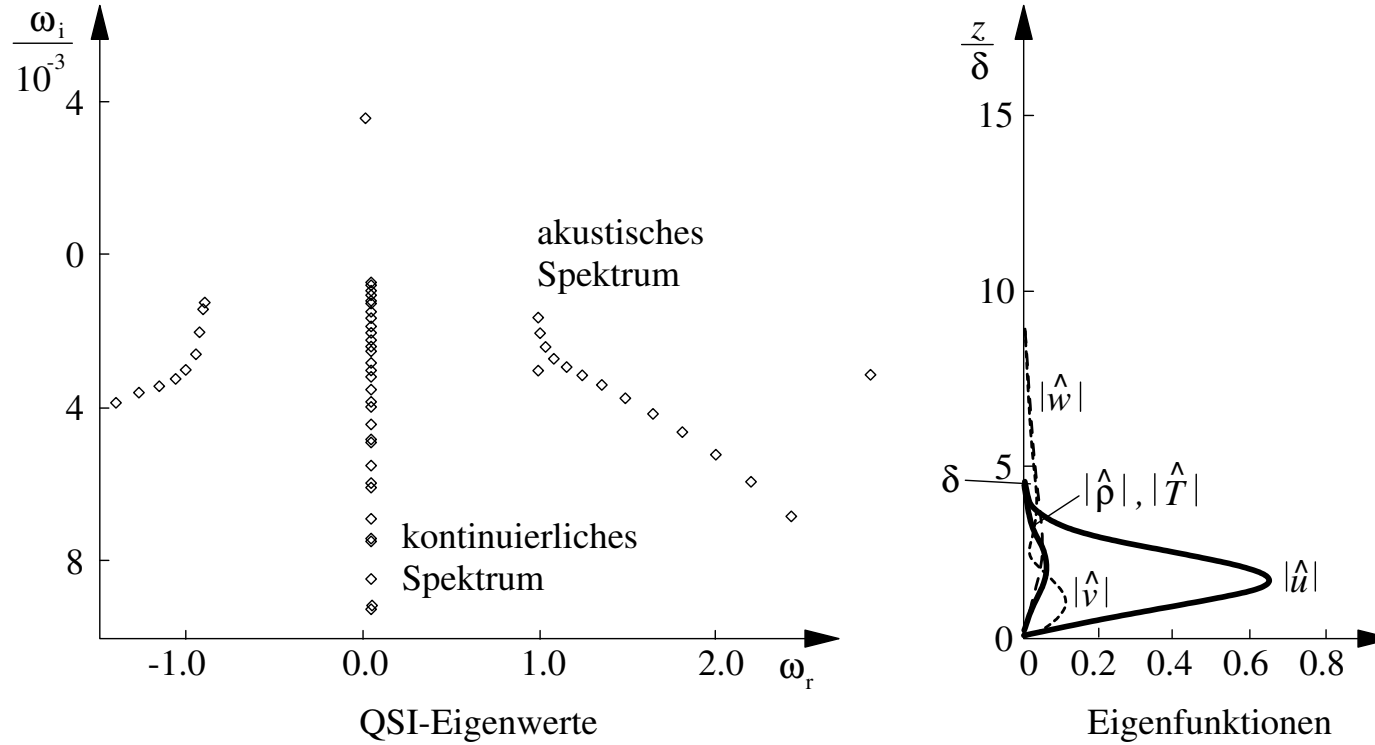 ω_i
10^-3
4
0
4
8
-1.0 0.0 1.0 2.0
ω_r
akustisches
Spektrum
kontinuierliches
Spektrum
QSI-Eigenwerte
z
δ
15
10
5
0
δ
|ŵ|
|ρ̂| , |T̂|
|v̂|
|û|
0 0.2 0.4 0.6 0.8
Eigenfunktionen